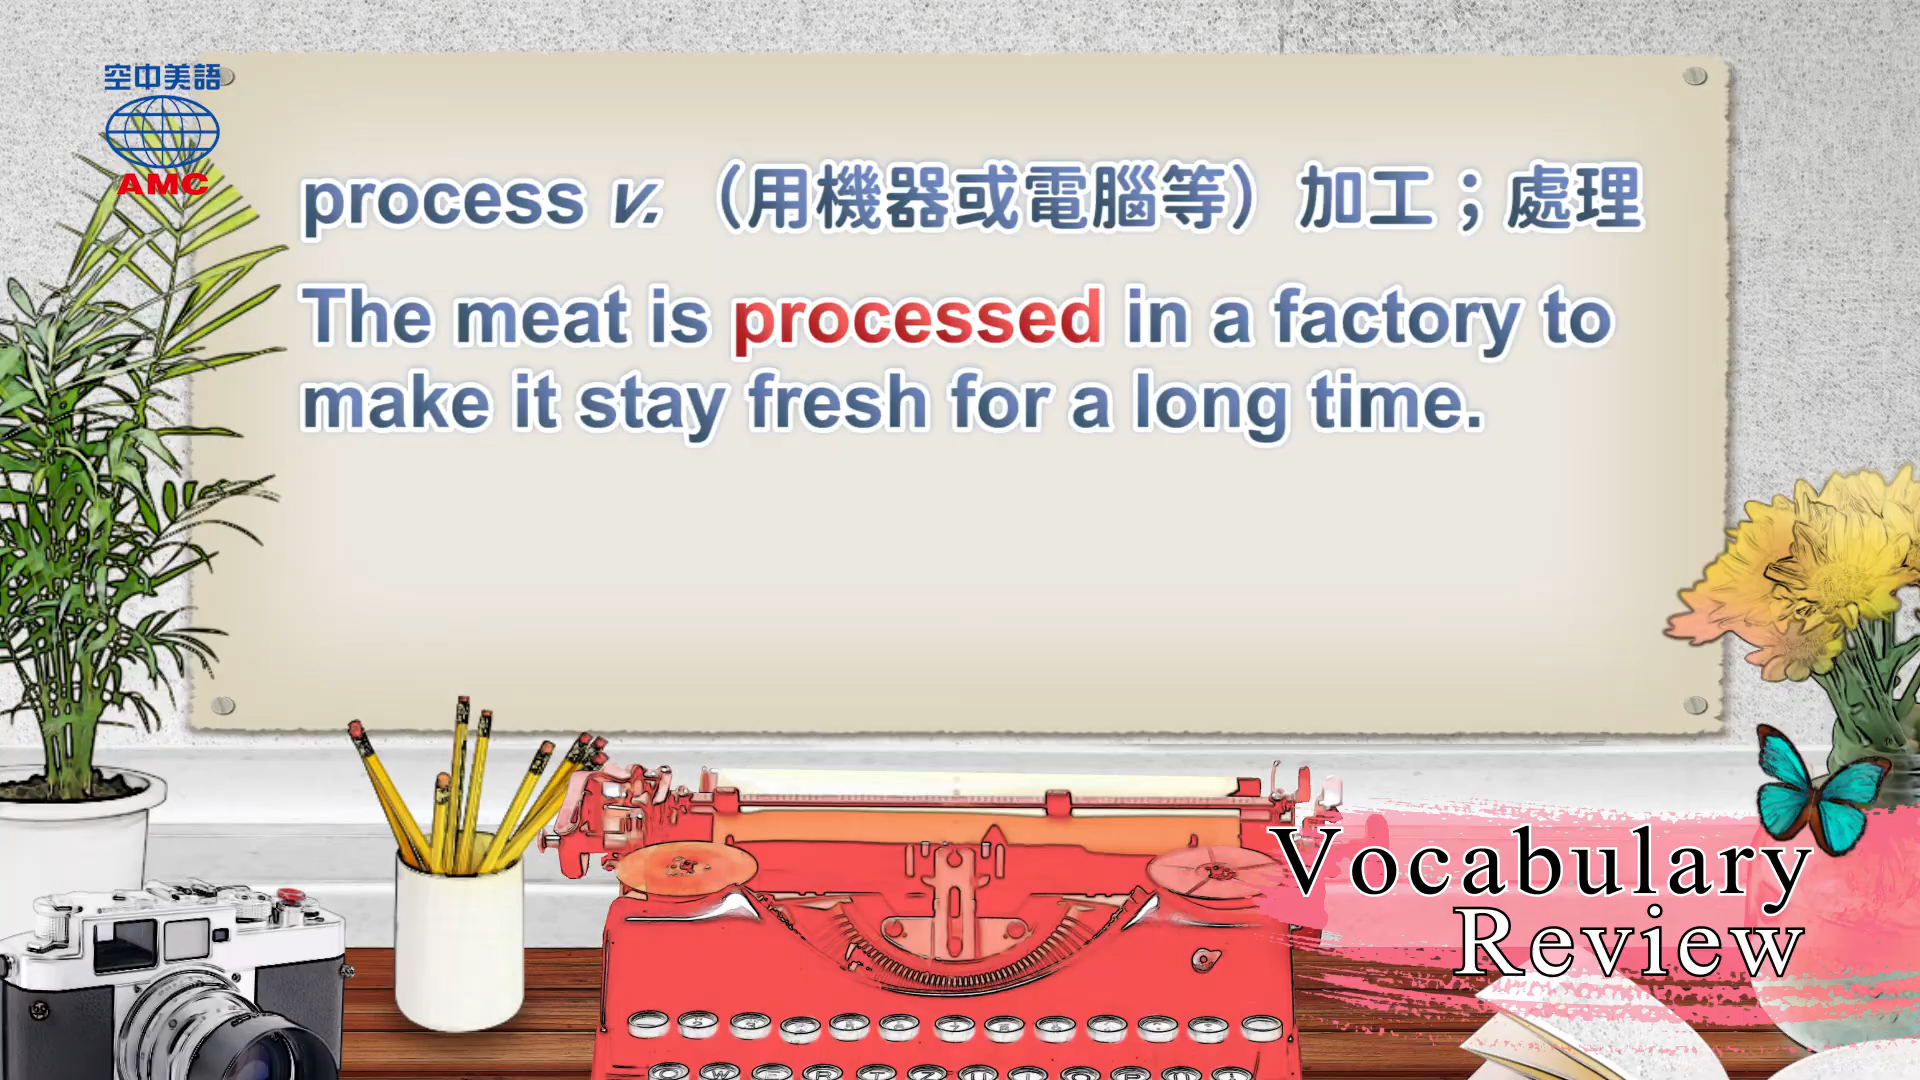 空中美語
AMC
process v.（用機器或電腦等）加工；處理
The meat is processed in a factory to
make it stay fresh for a long time.
Vocabulary
Review